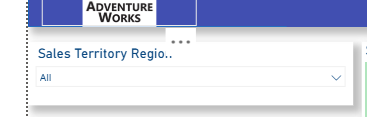 ADVENTURE
WORKS
Sales Territory Regio..
All